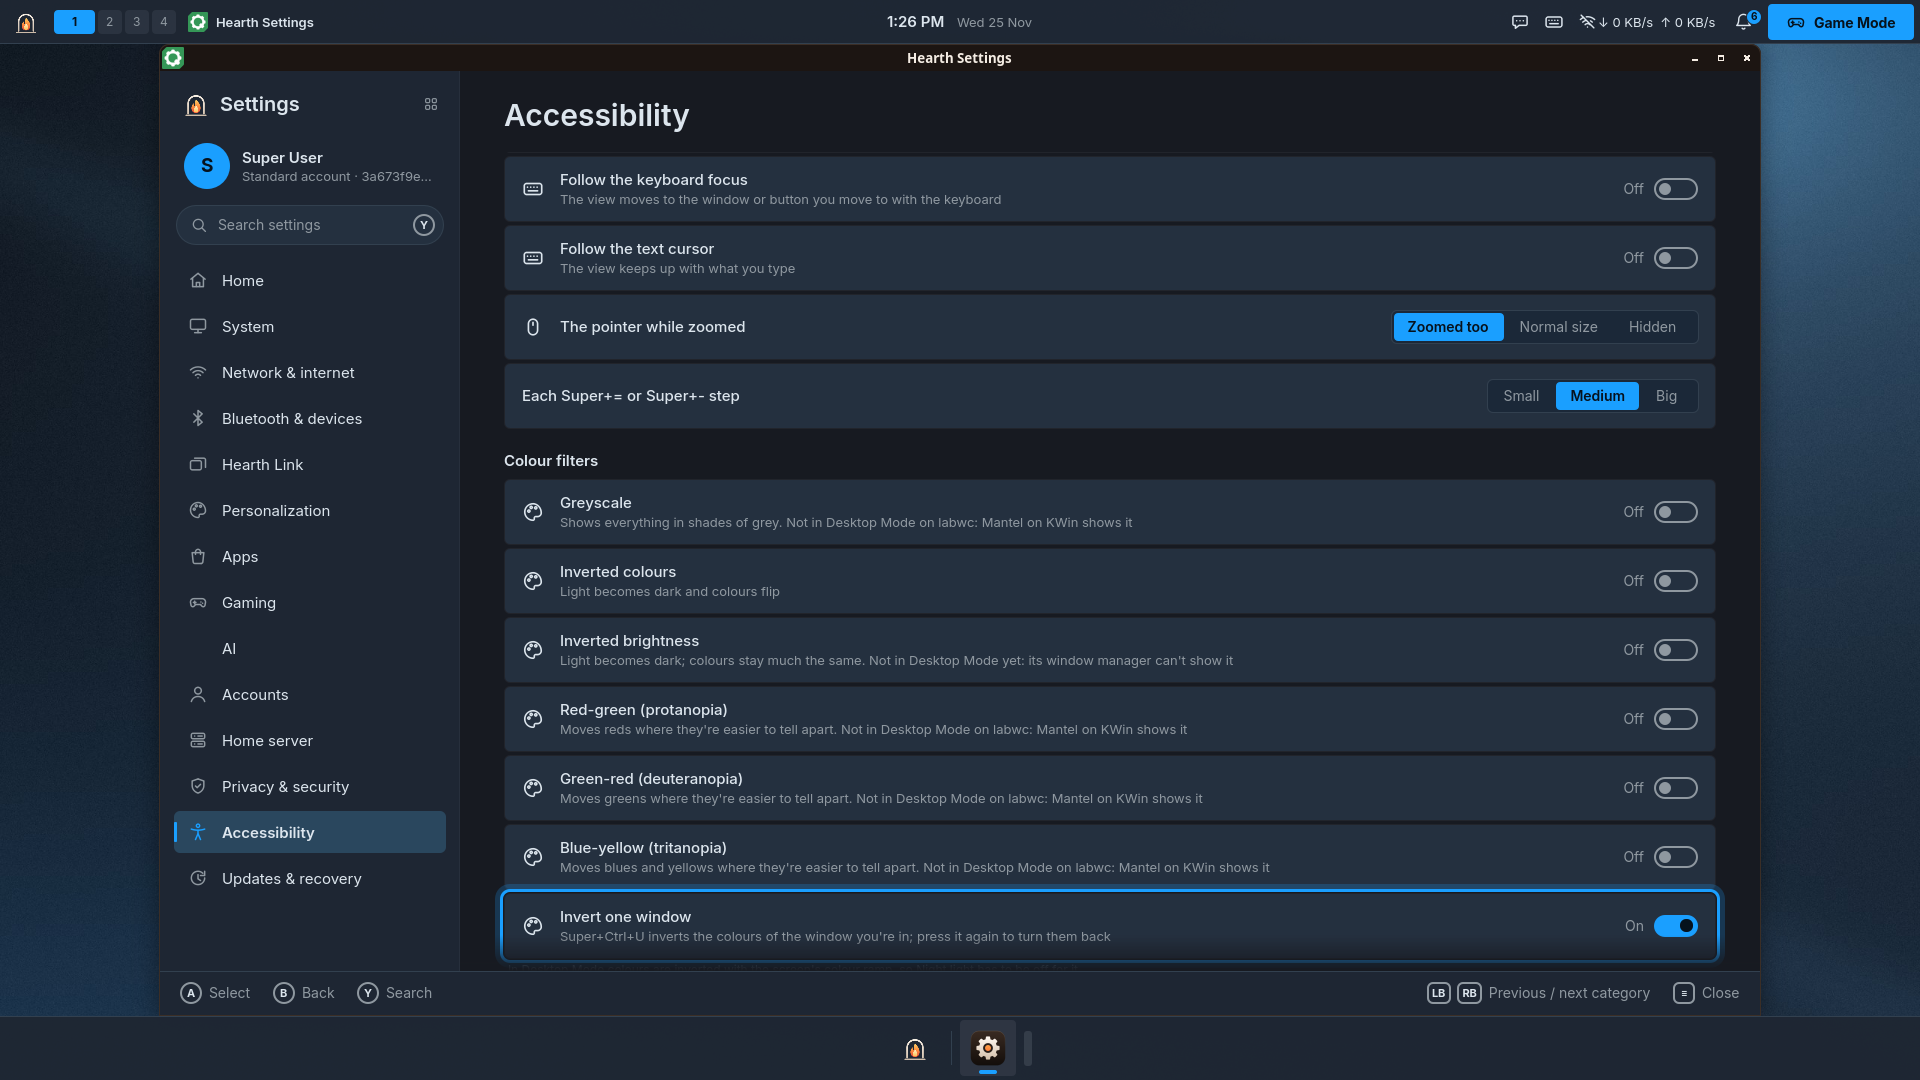 1 2 3 4 Hearth Settings
1:26 PM Wed 25 Nov
↓ 0 KB/s ↑ 0 KB/s
6
Game Mode
Hearth Settings
Settings
S
Super User
Standard account · 3a673f9e...
Search settings Y
Home
System
Network & internet
Bluetooth & devices
Hearth Link
Personalization
Apps
Gaming
AI
Accounts
Home server
Privacy & security
Accessibility
Updates & recovery
Accessibility
Follow the keyboard focus
The view moves to the window or button you move to with the keyboard
Off
Follow the text cursor
The view keeps up with what you type
Off
The pointer while zoomed
Zoomed too Normal size Hidden
Each Super+= or Super+- step
Small Medium Big
Colour filters
Greyscale
Shows everything in shades of grey. Not in Desktop Mode on labwc: Mantel on KWin shows it
Off
Inverted colours
Light becomes dark and colours flip
Off
Inverted brightness
Light becomes dark; colours stay much the same. Not in Desktop Mode yet: its window manager can't show it
Off
Red-green (protanopia)
Moves reds where they're easier to tell apart. Not in Desktop Mode on labwc: Mantel on KWin shows it
Off
Green-red (deuteranopia)
Moves greens where they're easier to tell apart. Not in Desktop Mode on labwc: Mantel on KWin shows it
Off
Blue-yellow (tritanopia)
Moves blues and yellows where they're easier to tell apart. Not in Desktop Mode on labwc: Mantel on KWin shows it
Off
Invert one window
Super+Ctrl+U inverts the colours of the window you're in; press it again to turn them back
On
A Select B Back Y Search
LB RB Previous / next category ≡ Close